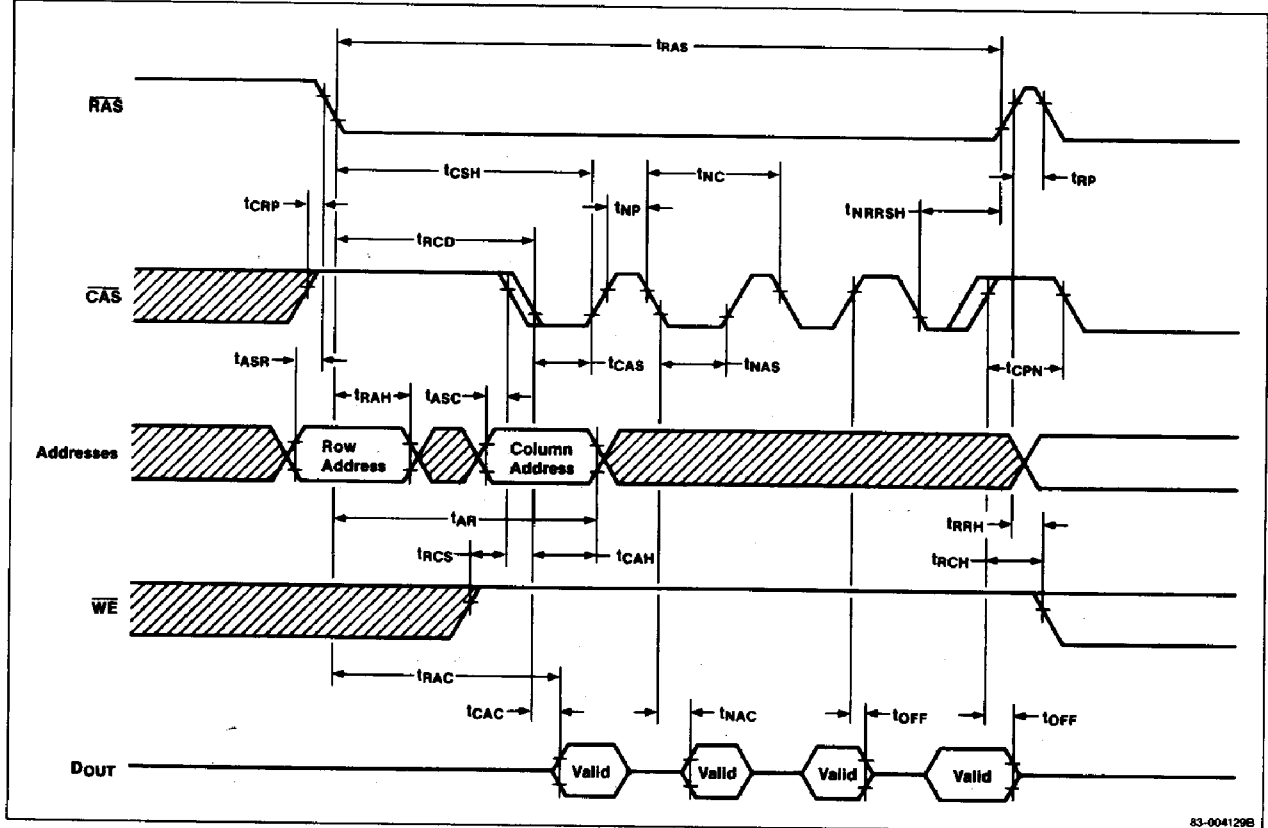 tRAS
RAS
tCSH
tNC
tCRP
tNP
tRP
tNRRSH
tRCD
CAS
tASR
tCAS
tNAS
tCPN
tRAH
tASC
Addresses
Row
Address
Column
Address
tAR
tRRH
tRCS
tCAH
tRCH
WE
tRAC
tCAC
tNAC
tOFF
tOFF
DOUT
Valid
Valid
Valid
Valid
83-004129B